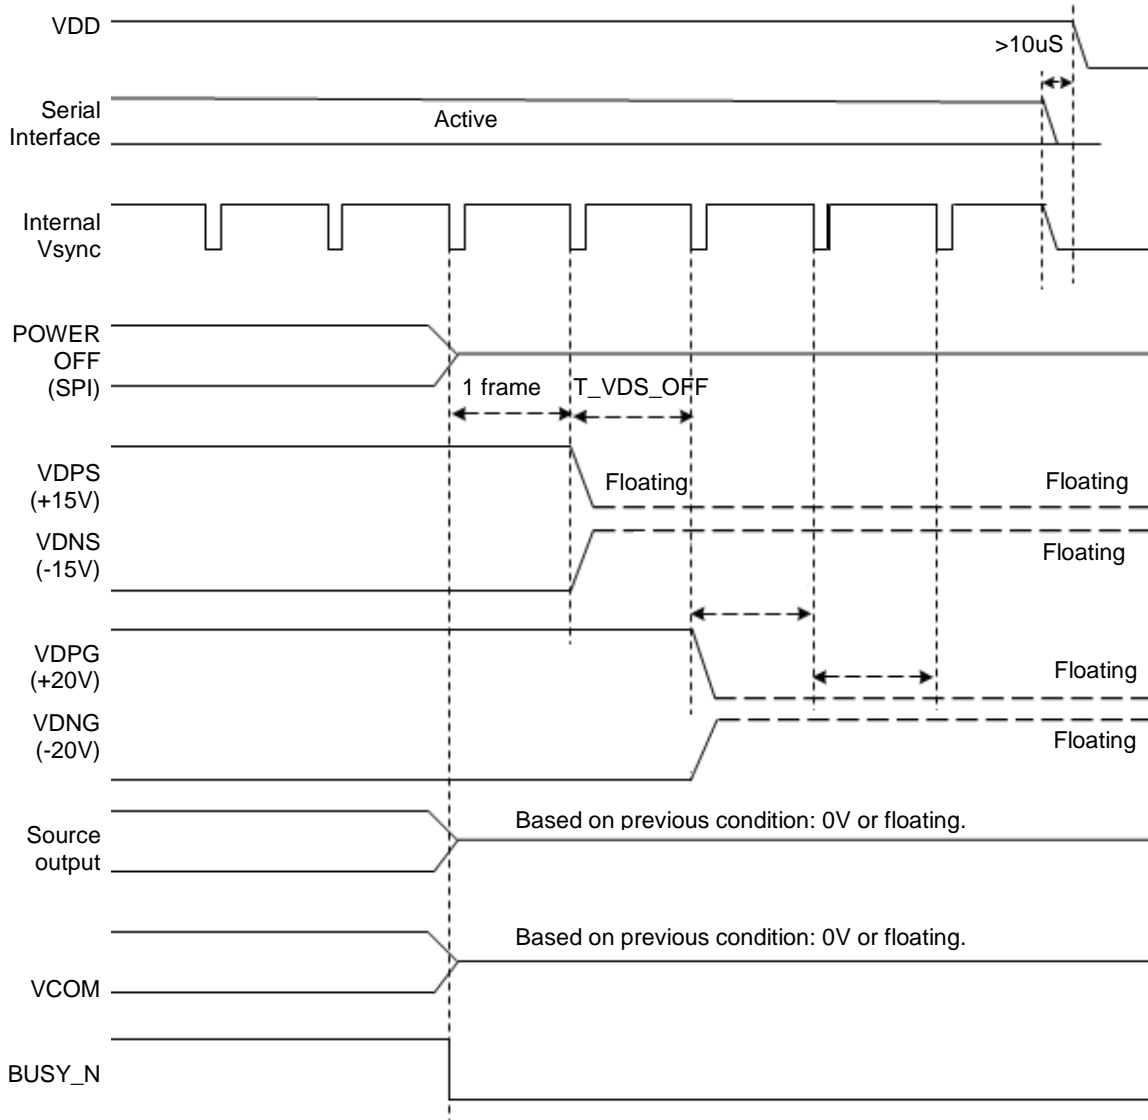 VDD
>10uS
Serial
Interface
Active
Internal
Vsync
POWER
OFF
(SPI)
1 frame
T_VDS_OFF
VDPS
(+15V)
Floating
Floating
VDNS
(-15V)
Floating
VDPG
(+20V)
Floating
VDNG
(-20V)
Floating
Source
output
Based on previous condition: 0V or floating.
Based on previous condition: 0V or floating.
VCOM
BUSY_N